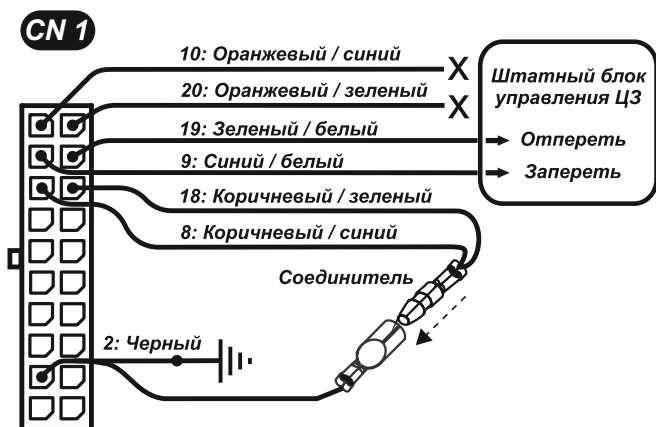 CN 1
10: Оранжевый / синий
X
20: Оранжевый / зеленый
X
Штатный блок
управления ЦЗ
19: Зеленый / белый
Отпереть
9: Синий / белый
Запереть
18: Коричневый / зеленый
8: Коричневый / синий
Соединитель
2: Черный